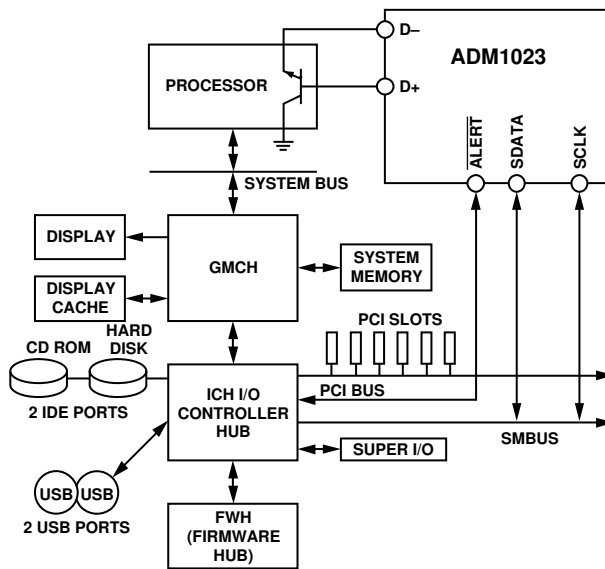 D–
ADM1023
PROCESSOR
D+
ALERT
SDATA
SCLK
SYSTEM BUS
DISPLAY
GMCH
SYSTEM
MEMORY
DISPLAY
CACHE
CD ROM
HARD
DISK
PCI SLOTS
2 IDE PORTS
ICH I/O
CONTROLLER
HUB
PCI BUS
SMBUS
SUPER I/O
USB
USB
2 USB PORTS
FWH
(FIRMWARE
HUB)